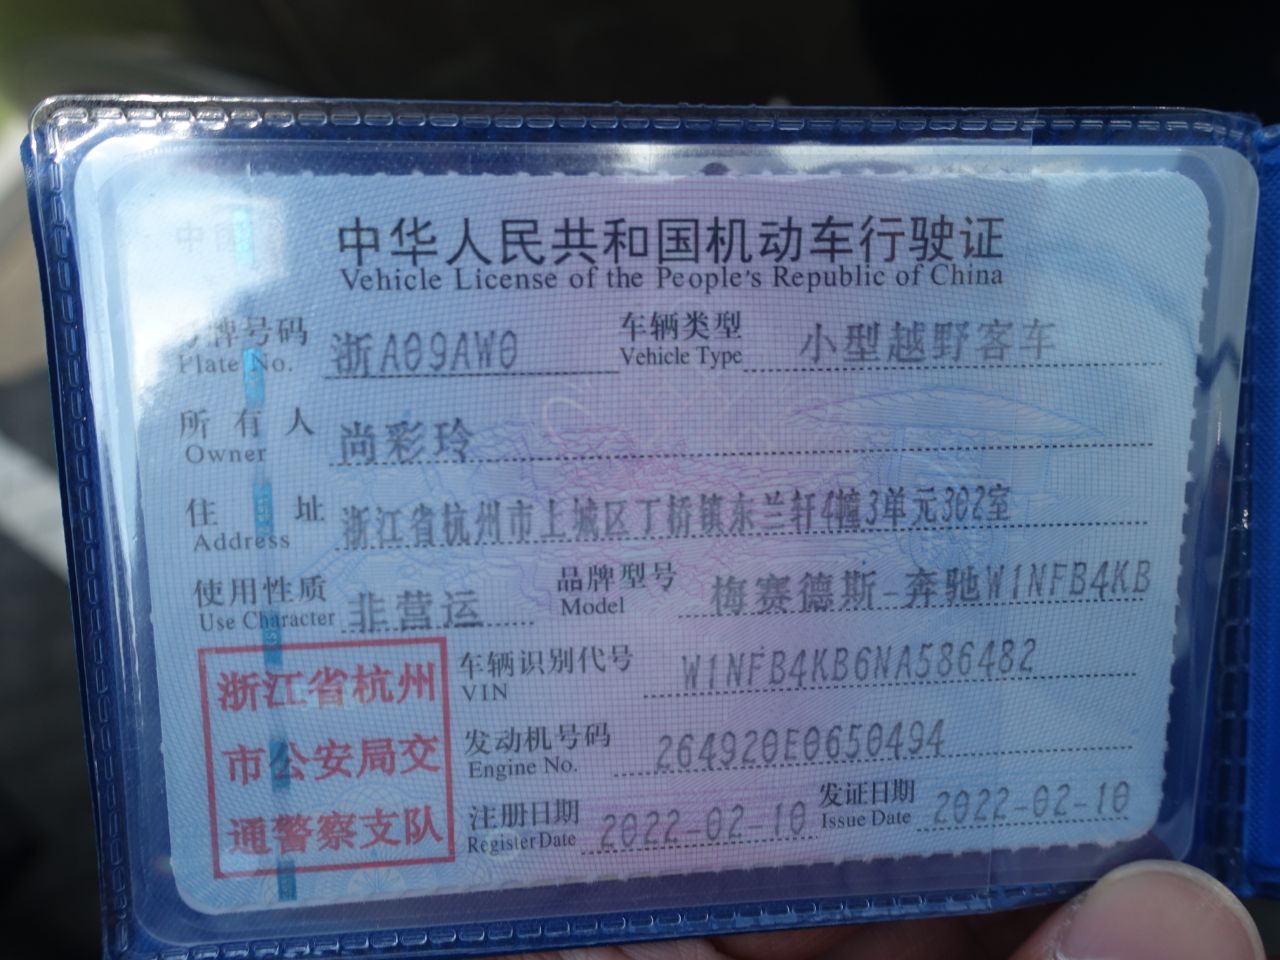 中华人民共和国机动车行驶证
Vehicle License of the People's Republic of China
号牌号码 浙A09AW0 车辆类型 小型越野客车
Plate No. Vehicle Type
所有人 尚彩玲
Owner
住址 浙江省杭州市上城区丁桥镇东兰轩4幢3单元302室
Address
使用性质 非营运 品牌型号 梅赛德斯-奔驰W1NFB4KB
Use Character Model
车辆识别代号 W1NFB4KB6NA586482
VIN
发动机号码 264920E0650494
Engine No.
注册日期 2022-02-10 发证日期 2022-02-10
Register Date Issue Date
浙江省杭州
市公安局交
通警察支队